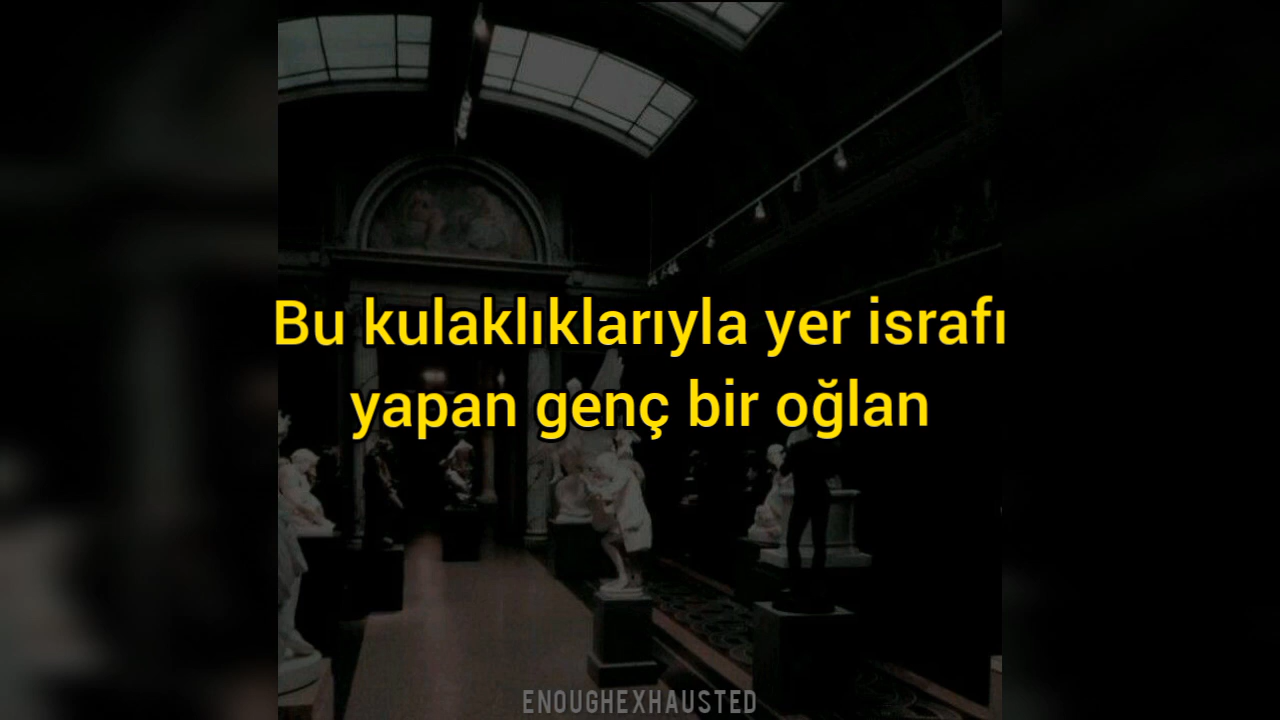 Bu kulaklıklarıyla yer israfı
yapan genç bir oğlan
ENOUGHEXHAUSTED